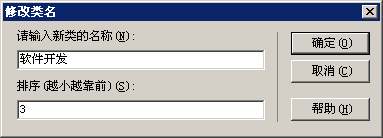 修改类名
请输入新类的名称(N):
软件开发
排序(越小越靠前)(S):
3
确定(O)
取消(C)
帮助(H)